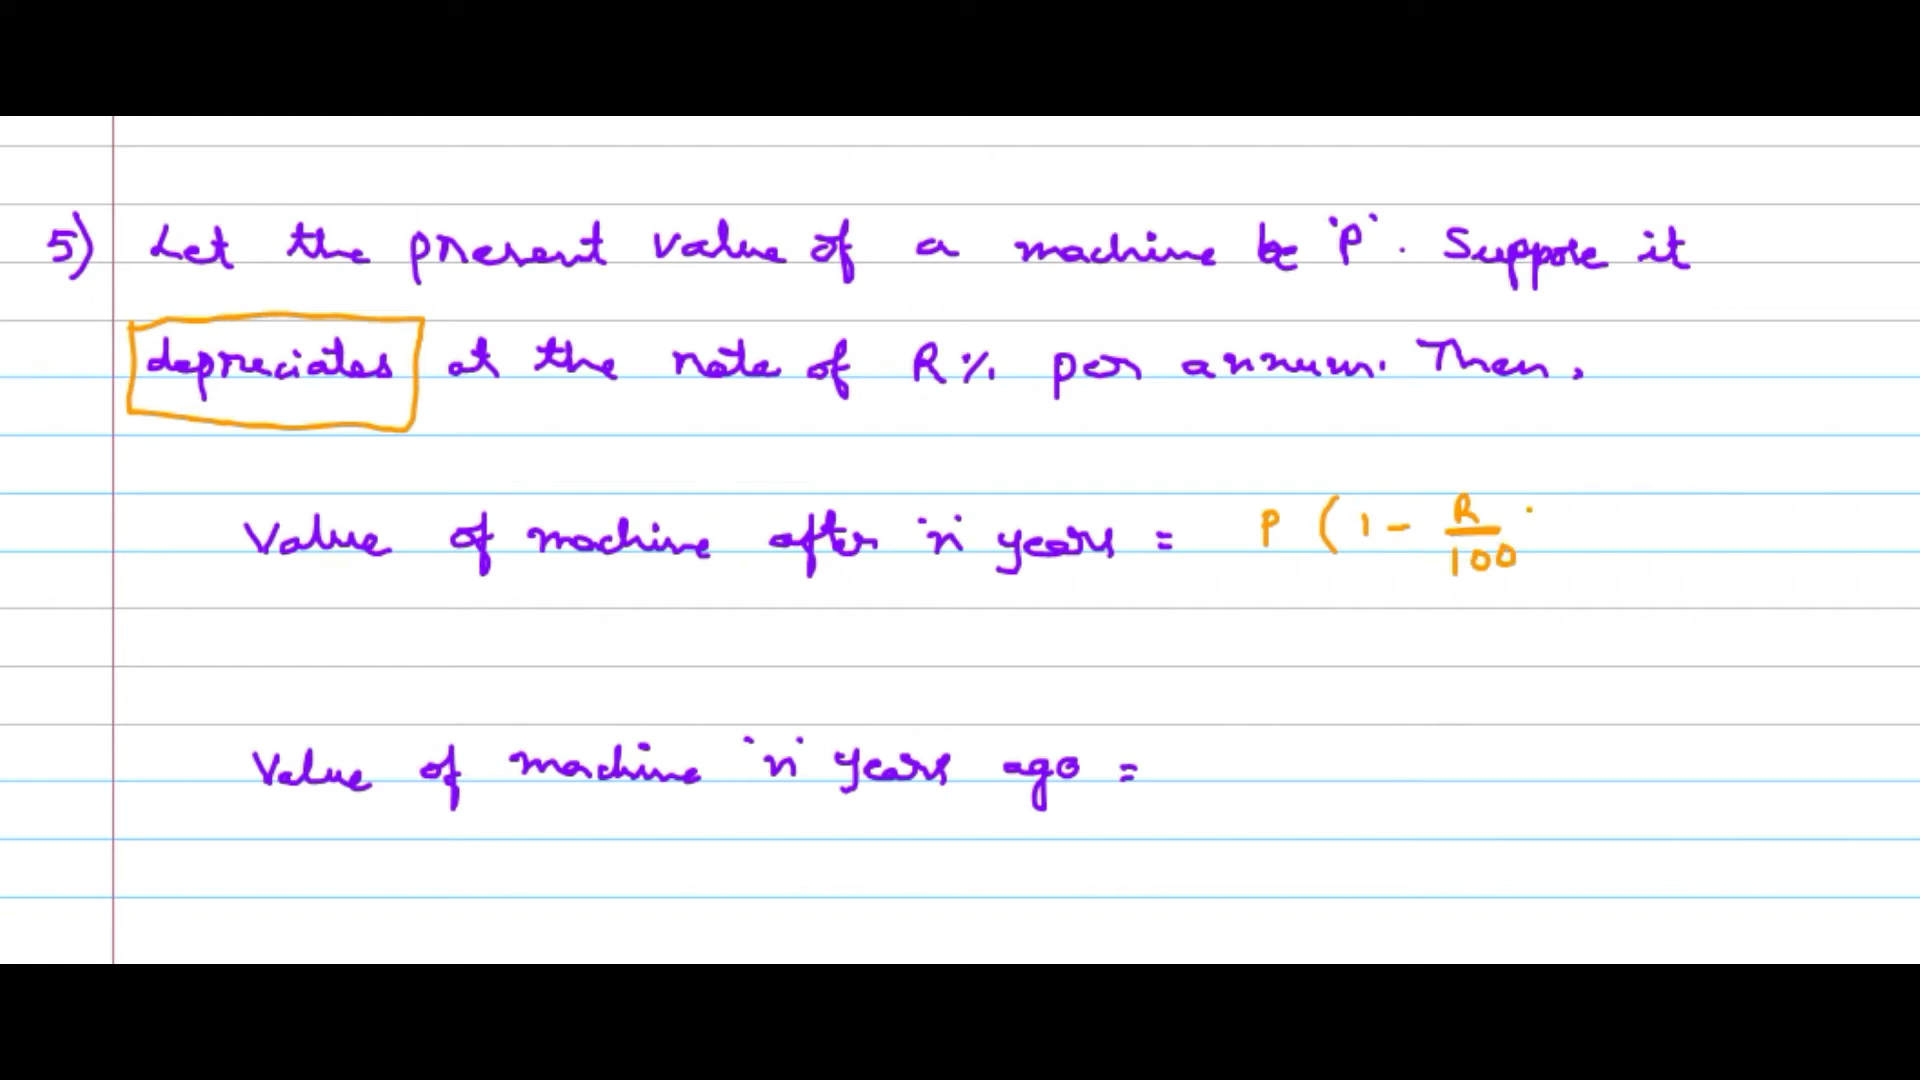 5) Let the present value of a machine be 'P'. Suppose it
depreciates at the rate of R% per annum. Then,
Value of machine after 'n' years = P (1 - R/100
Value of machine 'n' years ago =